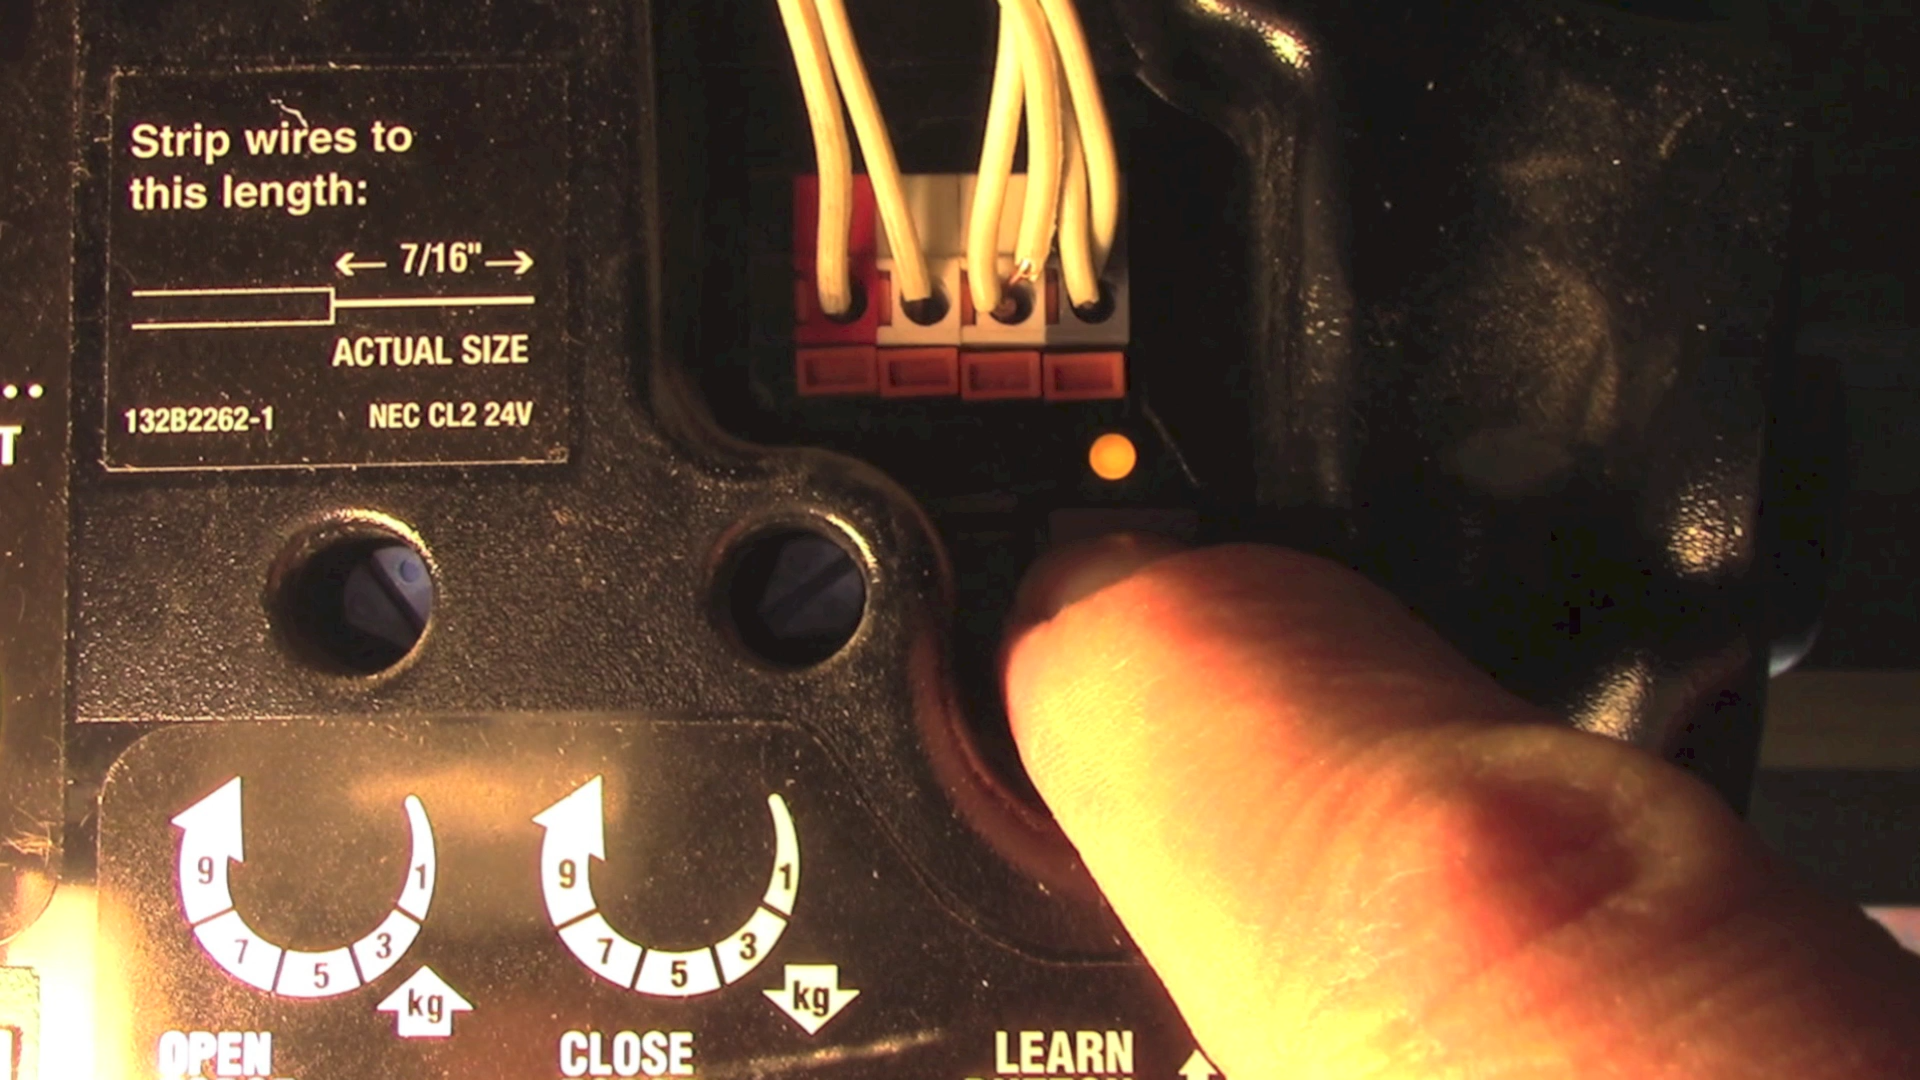 Strip wires to
this length:
7/16"
ACTUAL SIZE
132B2262-1 NEC CL2 24V
T
9 7 5 3 1
kg
9 7 5 3 1
kg
OPEN
CLOSE
LEARN